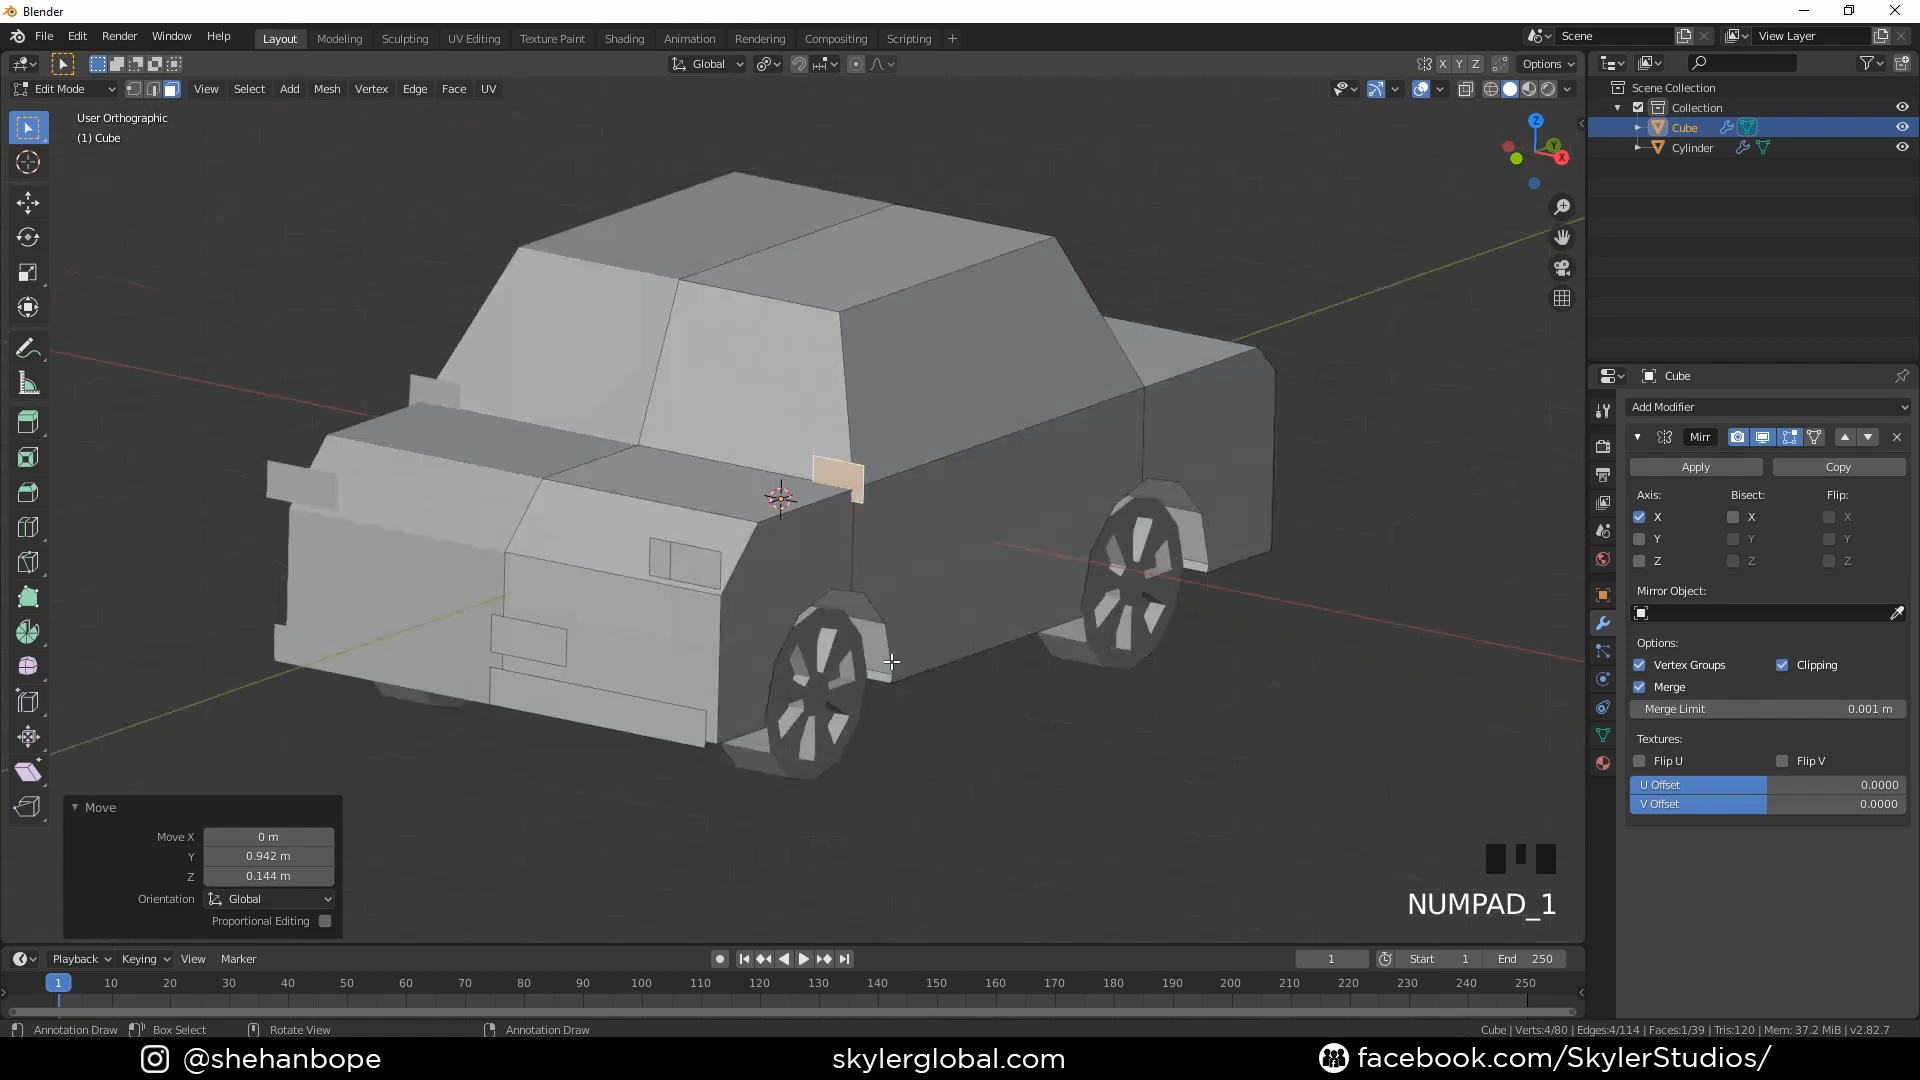 Blender
File Edit Render Window Help
Layout Modeling Sculpting UV Editing Texture Paint Shading Animation Rendering Compositing Scripting +
Scene
View Layer
Global
X Y Z
Options
Edit Mode
View Select Add Mesh Vertex Edge Face UV
User Orthographic
(1) Cube
Z
Y
X
Scene Collection
Collection
Cube
Cylinder
Cube
Add Modifier
Mirr
Apply
Copy
Axis:
Bisect:
Flip:
X
X
X
Y
Y
Y
Z
Z
Z
Mirror Object:
Options:
Vertex Groups
Clipping
Merge
Merge Limit 0.001 m
Textures:
Flip U
Flip V
U Offset 0.0000
V Offset 0.0000
Move
Move X 0 m
Y 0.942 m
Z 0.144 m
Orientation Global
Proportional Editing
NUMPAD_1
Playback Keying View Marker
1
Start 1
End 250
1 10 20 30 40 50 60 70 80 90 100 110 120 130 140 150 160 170 180 190 200 210 220 230 240 250
Annotation Draw Box Select Rotate View Annotation Draw
Cube | Verts:4/80 | Edges:4/114 | Faces:1/39 | Tris:120 | Mem: 37.2 MiB | v2.82.7
@shehanbope
skylerglobal.com
facebook.com/SkylerStudios/